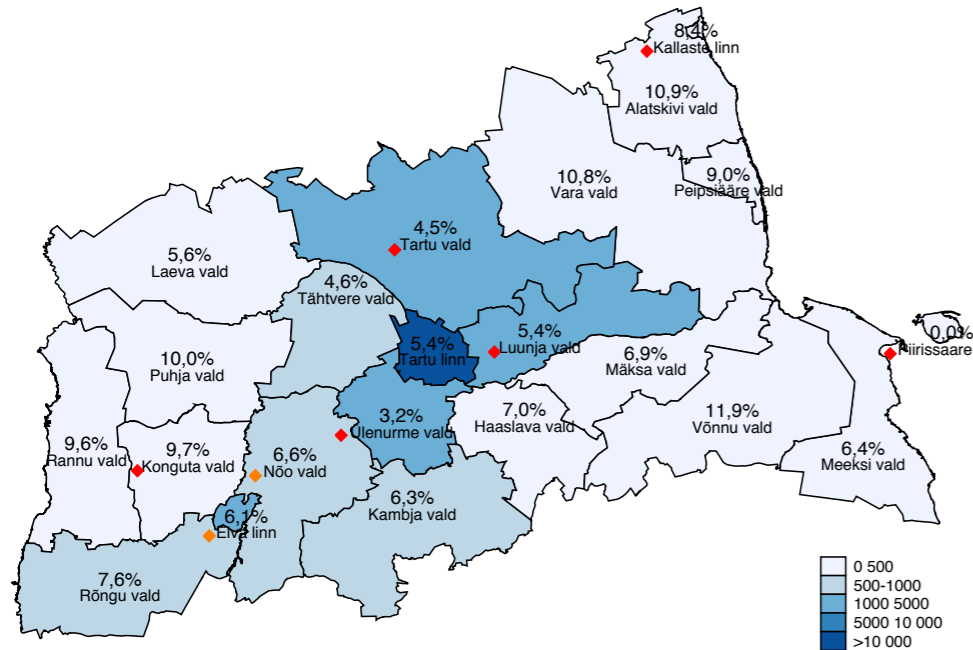 8,4%
Kallaste linn
10,9%
Alatskivi vald
9,0%
Peipsiääre vald
10,8%
Vara vald
4,5%
Tartu vald
5,6%
Laeva vald
4,6%
Tähtvere vald
5,4%
Tartu linn
5,4%
Luunja vald
0,0%
Piirissaare
10,0%
Puhja vald
6,9%
Mäksa vald
7,0%
Haaslava vald
3,2%
Ülenurme vald
11,9%
Võnnu vald
6,4%
Meeksi vald
9,6%
Rannu vald
9,7%
Konguta vald
6,6%
Nõo vald
6,3%
Kambja vald
6,1%
Elva linn
7,6%
Rõngu vald
0 500
500-1000
1000 5000
5000 10 000
>10 000